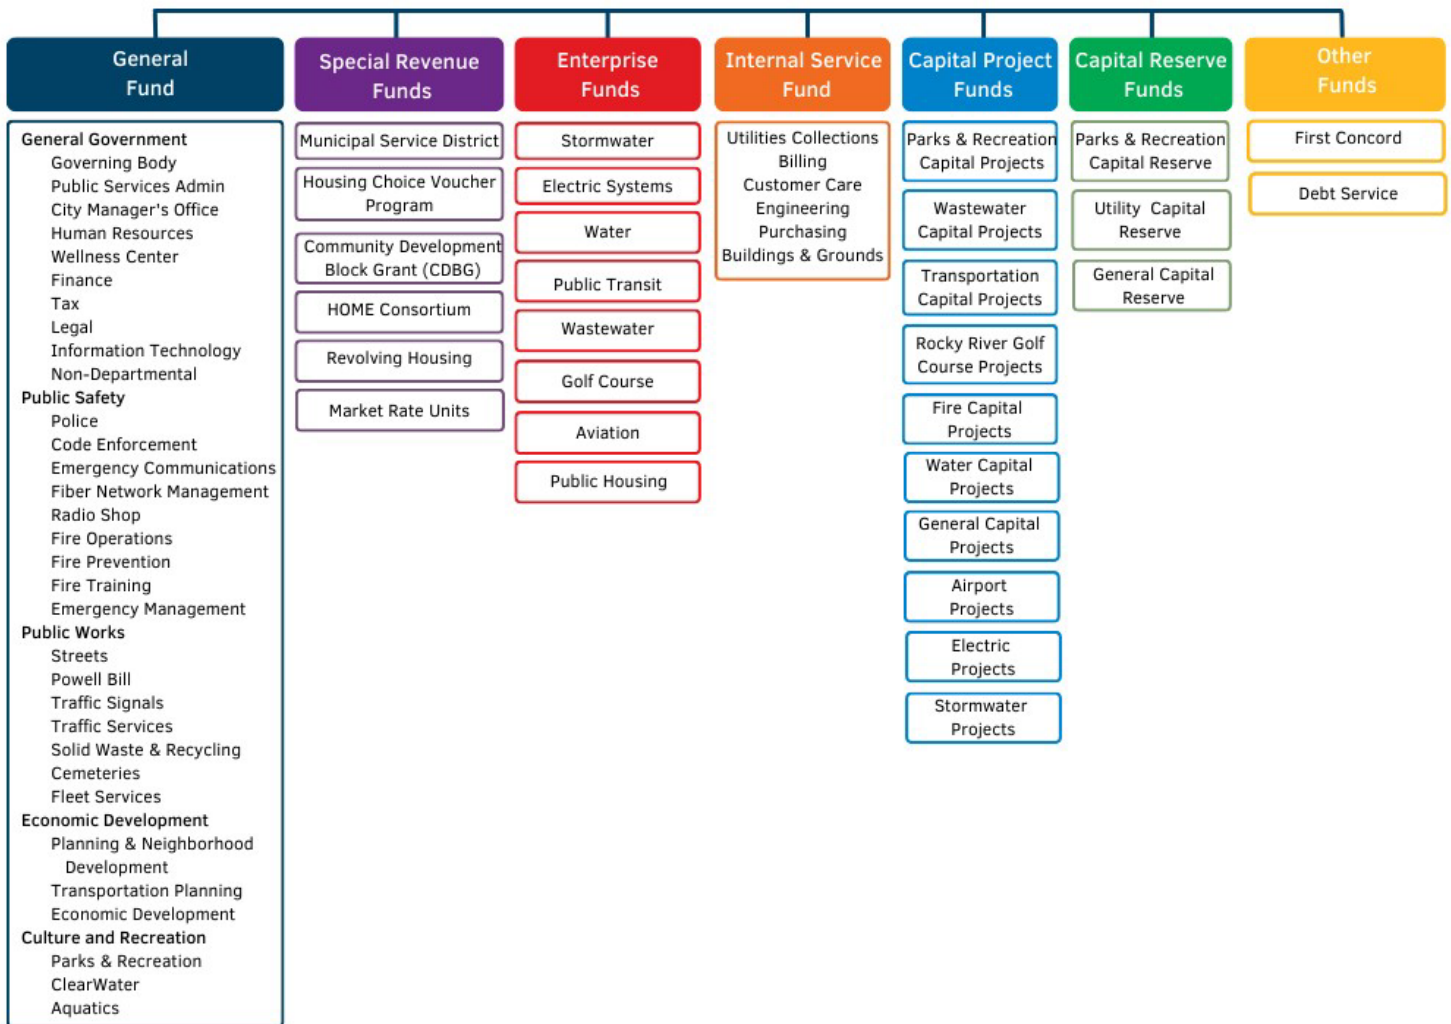 General
Fund
General Government
Governing Body
Public Services Admin
City Manager's Office
Human Resources
Wellness Center
Finance
Tax
Legal
Information Technology
Non-Departmental
Public Safety
Police
Code Enforcement
Emergency Communications
Fiber Network Management
Radio Shop
Fire Operations
Fire Prevention
Fire Training
Emergency Management
Public Works
Streets
Powell Bill
Traffic Signals
Traffic Services
Solid Waste & Recycling
Cemeteries
Fleet Services
Economic Development
Planning & Neighborhood
Development
Transportation Planning
Economic Development
Culture and Recreation
Parks & Recreation
ClearWater
Aquatics
Special Revenue
Funds
Municipal Service District
Housing Choice Voucher
Program
Community Development
Block Grant (CDBG)
HOME Consortium
Revolving Housing
Market Rate Units
Enterprise
Funds
Stormwater
Electric Systems
Water
Public Transit
Wastewater
Golf Course
Aviation
Public Housing
Internal Service
Fund
Utilities Collections
Billing
Customer Care
Engineering
Purchasing
Buildings & Grounds
Capital Project
Funds
Parks & Recreation
Capital Projects
Wastewater
Capital Projects
Transportation
Capital Projects
Rocky River Golf
Course Projects
Fire Capital
Projects
Water Capital
Projects
General Capital
Projects
Airport
Projects
Electric
Projects
Stormwater
Projects
Capital Reserve
Funds
Parks & Recreation
Capital Reserve
Utility Capital
Reserve
General Capital
Reserve
Other
Funds
First Concord
Debt Service